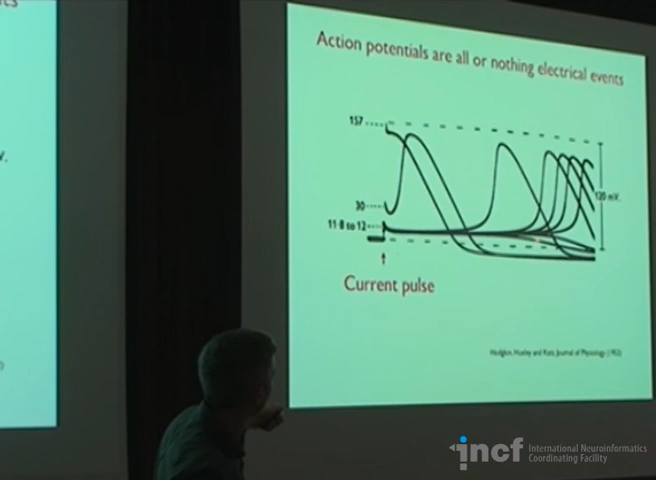 Action potentials are all or nothing electrical events
157
30
11·8 to 12
120 mV.
Current pulse
Hodgkin, Huxley and Katz, Journal of Physiology (1952)
incf International Neuroinformatics
Coordinating Facility